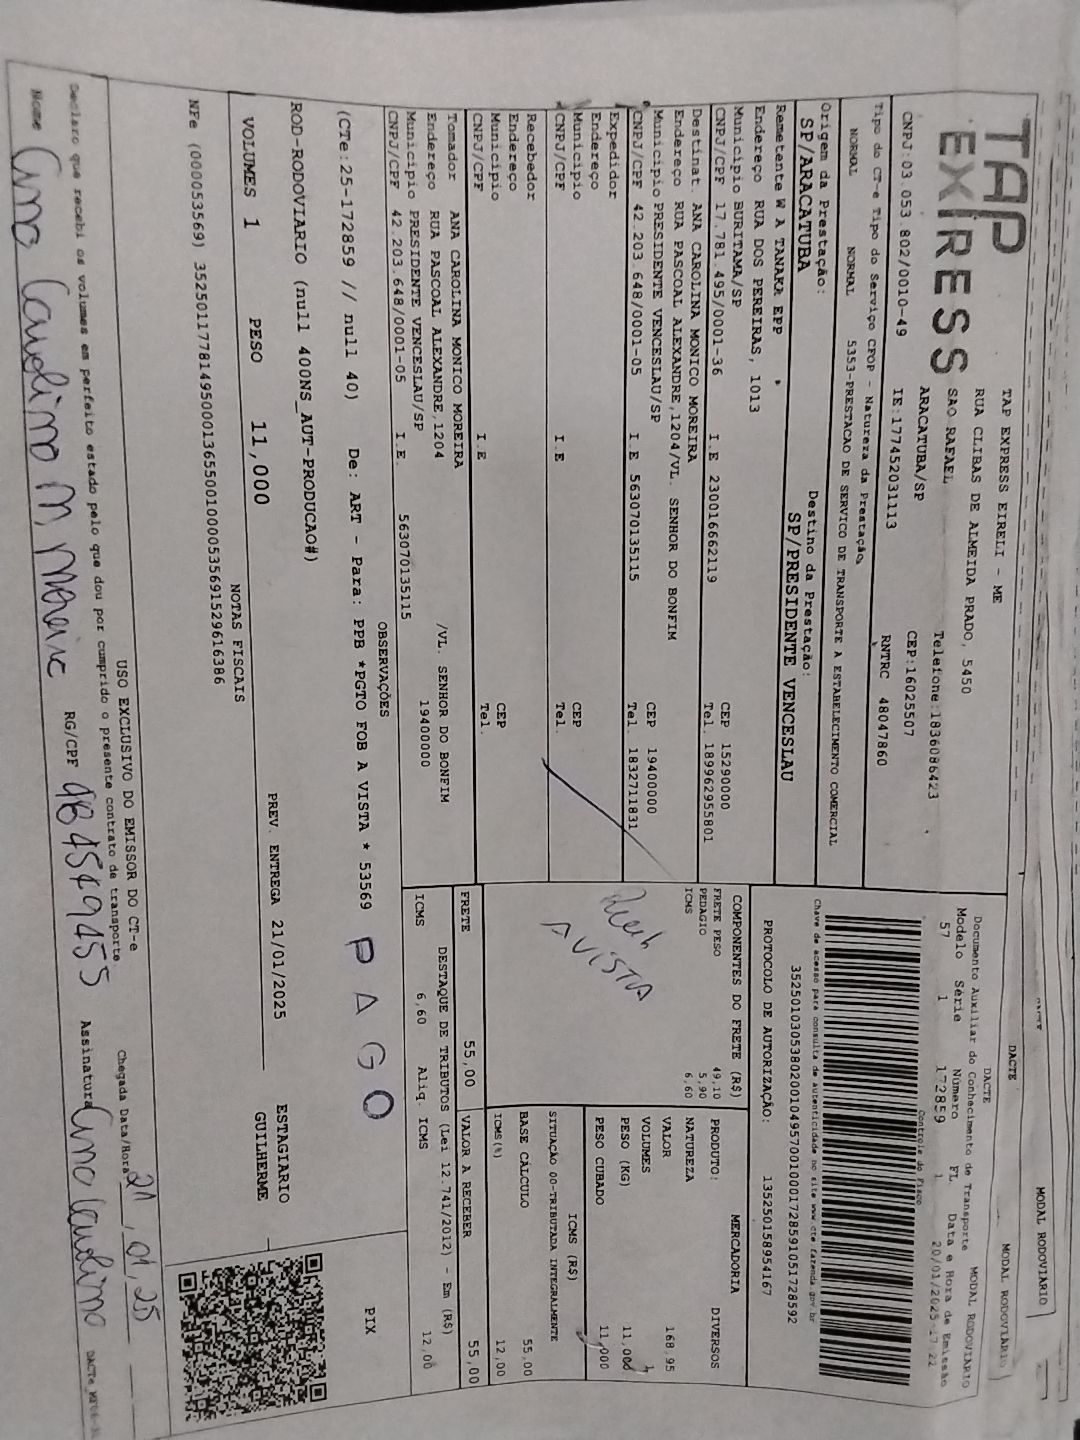 MODAL RODOVIÁRIO
DACTE
MODAL RODOVIÁRIO
TAP EXPRESS
TAP EXPRESS EIRELI - ME
RUA CLIBAS DE ALMEIDA PRADO, 5450
SAO RAFAEL
Telefone:1836086423
ARACATUBA/SP
CEP:16025507
CNPJ:03.053.802/0010-49
IE:177452031113
RNTRC 48047860
DACTE
Documento Auxiliar do Conhecimento de Transporte MODAL RODOVIÁRIO
Modelo Série Número FL Data e Hora de Emissão
57 1 172859 1 20/01/2025 17:22
Controle do Fisco
Tipo do CT-e Tipo do Serviço CFOP - Natureza da Prestação
NORMAL NORMAL 5353-PRESTACAO DE SERVICO DE TRANSPORTE A ESTABELECIMENTO COMERCIAL
Chave de acesso para consulta de autenticidade no site www.cte.fazenda.gov.br
35250103053802001049570010001728591051728592
Origem da Prestação:
SP/ARACATUBA
Destino da Prestação:
SP/PRESIDENTE VENCESLAU
PROTOCOLO DE AUTORIZAÇÃO: 135250158954167
Remetente W A TANAKA EPP
Endereço RUA DOS PEREIRAS, 1013
Município BURITAMA/SP CEP 15290000
CNPJ/CPF 17.781.495/0001-36 I.E 230016662119 Tel. 189962955801
Destinat. ANA CAROLINA MONICO MOREIRA
Endereço RUA PASCOAL ALEXANDRE,1204/VL. SENHOR DO BONFIM
Município PRESIDENTE VENCESLAU/SP CEP 19400000
CNPJ/CPF 42.203.648/0001-05 I.E 563070135115 Tel. 1832711831
Expedidor
Endereço
Município CEP
CNPJ/CPF I.E Tel.
Recebedor
Endereço
Município CEP
CNPJ/CPF I.E Tel.
Tomador ANA CAROLINA MONICO MOREIRA
Endereço RUA PASCOAL ALEXANDRE,1204 /VL. SENHOR DO BONFIM
Município PRESIDENTE VENCESLAU/SP 19400000
CNPJ/CPF 42.203.648/0001-05 I.E. 563070135115
COMPONENTES DO FRETE (R$)
FRETE PESO 49,10
PEDAGIO 5,90
ICMS 6,60
A VISTA
MERCADORIA
PRODUTO: DIVERSOS
NATUREZA
VALOR 168,95
VOLUMES 1
PESO (KG) 11,000
PESO CUBADO 11,000
ICMS (R$)
SITUAÇÃO 00-TRIBUTADA INTEGRALMENTE
BASE CÁLCULO 55,00
ICMS(%) 12,00
FRETE 55,00 VALOR A RECEBER 55,00
DESTAQUE DE TRIBUTOS (Lei 12.741/2012) - Em (R$)
ICMS 6,60 Aliq. ICMS 12,00
OBSERVAÇÕES
(CTe:25-172859 // null 40) De: ART - Para: PPB *PGTO FOB A VISTA * 53569 PAGO PIX
ROD-RODOVIARIO (null 400NS_AUT-PRODUCAO#)
VOLUMES 1 PESO 11,000 PREV. ENTREGA 21/01/2025
ESTAGIARIO
GUILHERME
NOTAS FISCAIS
NFe (000053569) 35250117781495000136550010000535691529616386
USO EXCLUSIVO DO EMISSOR DO CT-e
Declaro que recebi os volumes em perfeito estado pelo que dou por cumprido o presente contrato de transporte
Chegada Data/Hora 21, 01, 25
Nome Ana Carolina M. Moreira RG/CPF Assinatura Ana Carolina